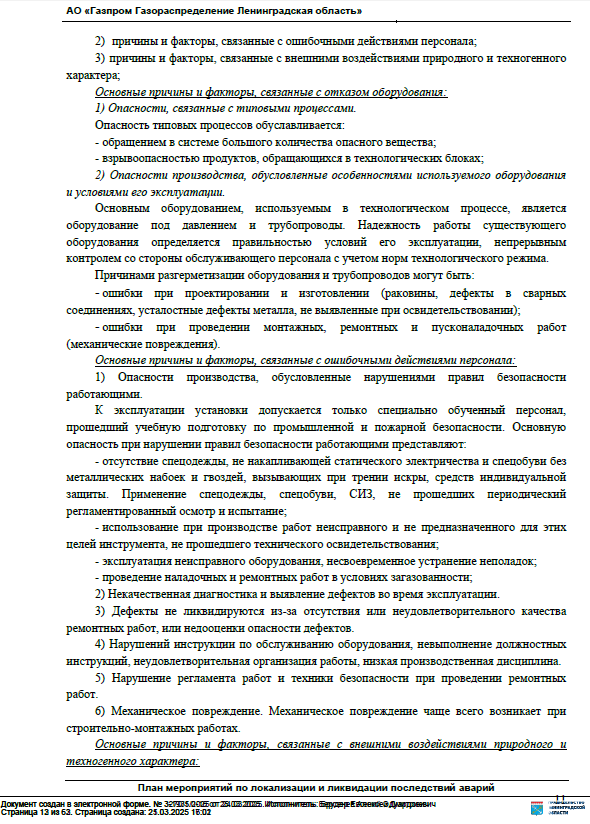 АО «Газпром Газораспределение Ленинградская область»
2) причины и факторы, связанные с ошибочными действиями персонала;
3) причины и факторы, связанные с внешними воздействиями природного и техногенного
характера;
Основные причины и факторы, связанные с отказом оборудования:
1) Опасности, связанные с типовыми процессами.
Опасность типовых процессов обуславливается:
- обращением в системе большого количества опасного вещества;
- взрывоопасностью продуктов, обращающихся в технологических блоках;
2) Опасности производства, обусловленные особенностями используемого оборудования
и условиями его эксплуатации.
Основным оборудованием, используемым в технологическом процессе, является
оборудование под давлением и трубопроводы. Надежность работы существующего
оборудования определяется правильностью условий его эксплуатации, непрерывным
контролем со стороны обслуживающего персонала с учетом норм технологического режима.
Причинами разгерметизации оборудования и трубопроводов могут быть:
- ошибки при проектировании и изготовлении (раковины, дефекты в сварных
соединениях, усталостные дефекты металла, не выявленные при освидетельствовании);
- ошибки при проведении монтажных, ремонтных и пусконаладочных работ
(механические повреждения).
Основные причины и факторы, связанные с ошибочными действиями персонала:
1) Опасности производства, обусловленные нарушениями правил безопасности
работающими.
К эксплуатации установки допускается только специально обученный персонал,
прошедший учебную подготовку по промышленной и пожарной безопасности. Основную
опасность при нарушении правил безопасности работающими представляют:
- отсутствие спецодежды, не накапливающей статического электричества и спецобуви без
металлических набоек и гвоздей, вызывающих при трении искры, средств индивидуальной
защиты. Применение спецодежды, спецобуви, СИЗ, не прошедших периодический
регламентированный осмотр и испытание;
- использование при производстве работ неисправного и не предназначенного для этих
целей инструмента, не прошедшего технического освидетельствования;
- эксплуатация неисправного оборудования, несвоевременное устранение неполадок;
- проведение наладочных и ремонтных работ в условиях загазованности;
2) Некачественная диагностика и выявление дефектов во время эксплуатации.
3) Дефекты не ликвидируются из-за отсутствия или неудовлетворительного качества
ремонтных работ, или недооценки опасности дефектов.
4) Нарушений инструкции по обслуживанию оборудования, невыполнение должностных
инструкций, неудовлетворительная организация работы, низкая производственная дисциплина.
5) Нарушение регламента работ и техники безопасности при проведении ремонтных
работ.
6) Механическое повреждение. Механическое повреждение чаще всего возникает при
строительно-монтажных работах.
Основные причины и факторы, связанные с внешними воздействиями природного и
техногенного характера:
План мероприятий по локализации и ликвидации последствий аварий
11
Документ создан в электронной форме. № Исполнитель:
Страница из 63. Страница создана: